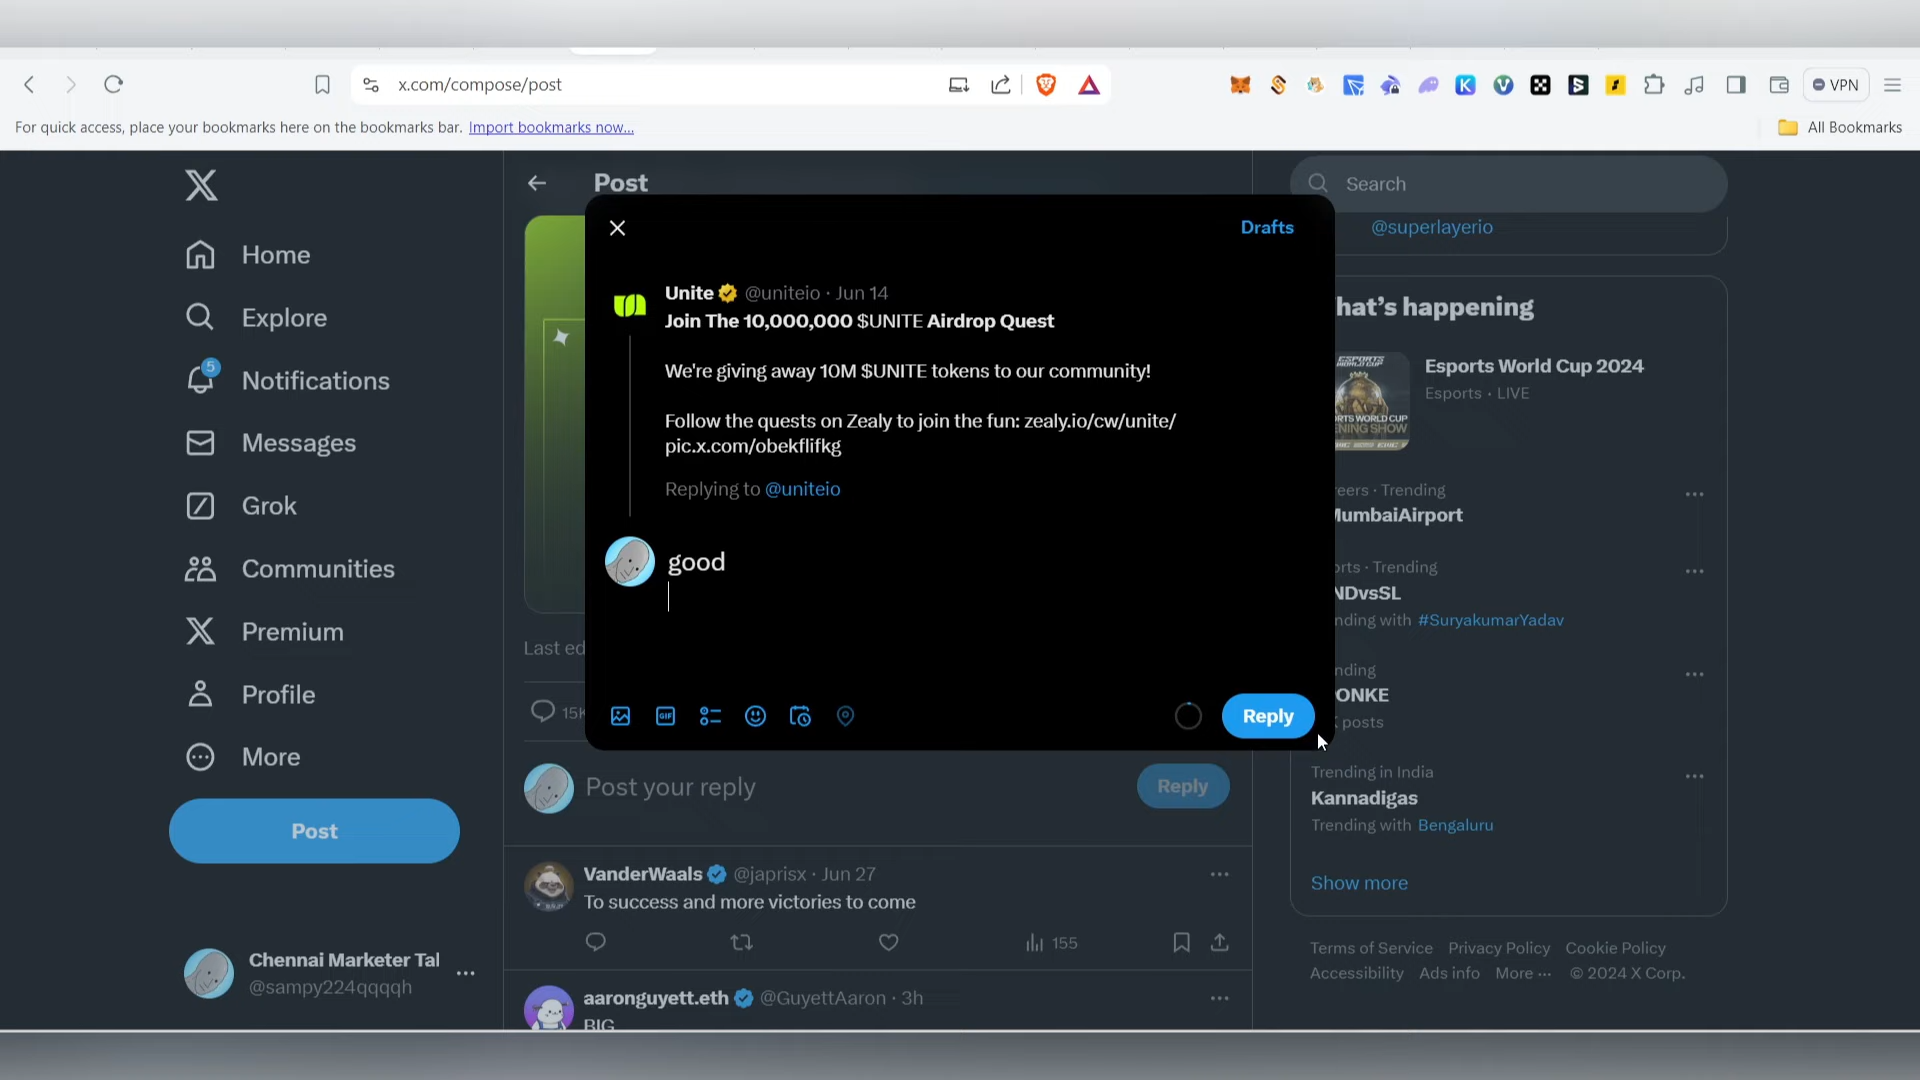 x.com/compose/post
VPN
For quick access, place your bookmarks here on the bookmarks bar. Import bookmarks now...
All Bookmarks
Post
Search
Drafts
@superlayerio
Home
Explore
5
Notifications
Messages
Grok
Communities
Premium
Profile
More
Post
Chennai Marketer Tal
@sampy224qqqqh
Unite @uniteio · Jun 14
Join The 10,000,000 $UNITE Airdrop Quest
We're giving away 10M $UNITE tokens to our community!
Follow the quests on Zealy to join the fun: zealy.io/cw/unite/
pic.x.com/obekflifkg
Replying to @uniteio
good
GIF
Reply
Last ed
15K
Post your reply
Reply
VanderWaals @japrisx · Jun 27
To success and more victories to come
155
aaronguyett.eth @GuyettAaron · 3h
BIG
hat's happening
Esports World Cup 2024
Esports · LIVE
reers · Trending
MumbaiAirport
orts · Trending
NDvsSL
nding with #SuryakumarYadav
nding
ONKE
K posts
Trending in India
Kannadigas
Trending with Bengaluru
Show more
Terms of Service Privacy Policy Cookie Policy
Accessibility Ads info More ··· © 2024 X Corp.